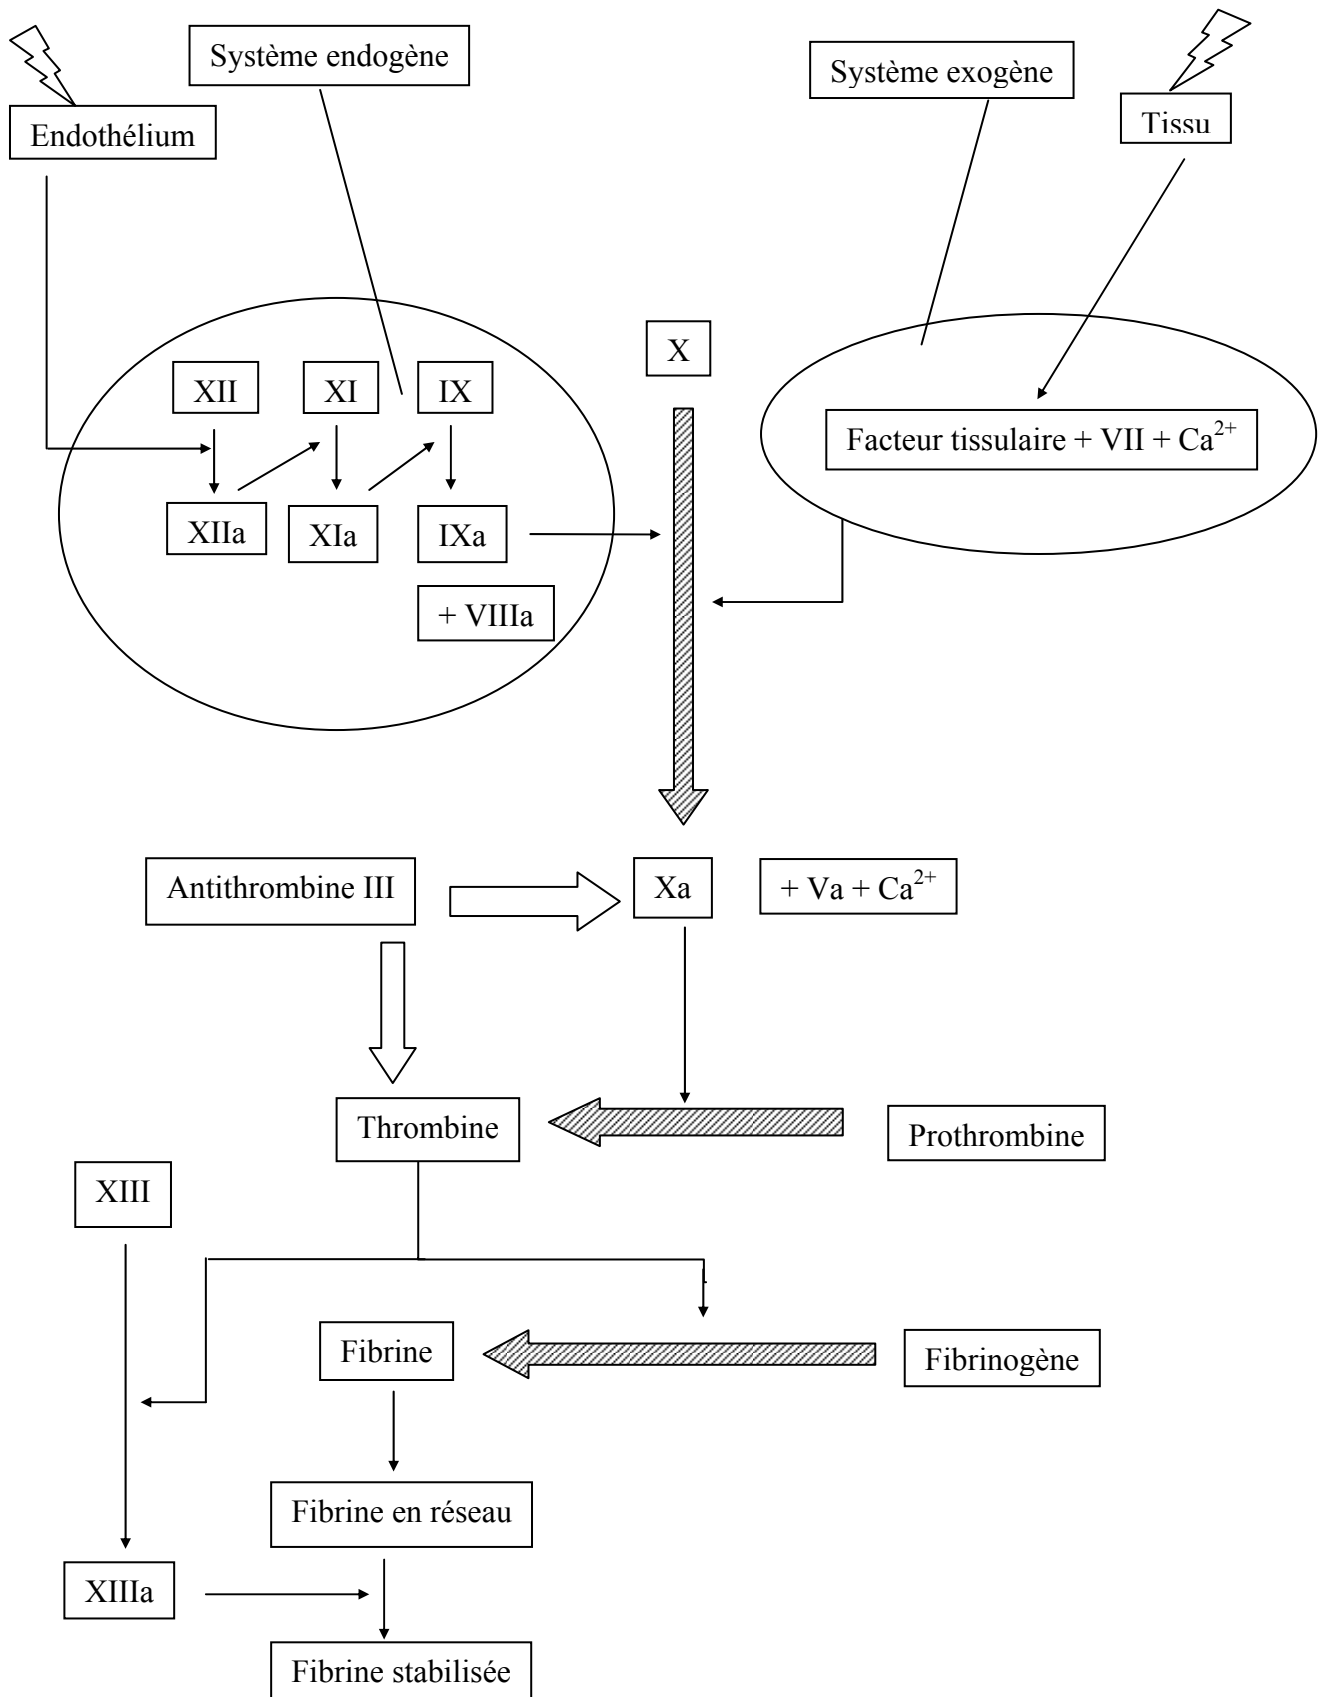 Système endogène
Système exogène
Endothélium
Tissu
X
XII
XI
IX
Facteur tissulaire + VII + Ca²⁺
XIIa
XIa
IXa
+ VIIIa
Antithrombine III
Xa
+ Va + Ca²⁺
Thrombine
Prothrombine
XIII
Fibrine
Fibrinogène
Fibrine en réseau
XIIIa
Fibrine stabilisée